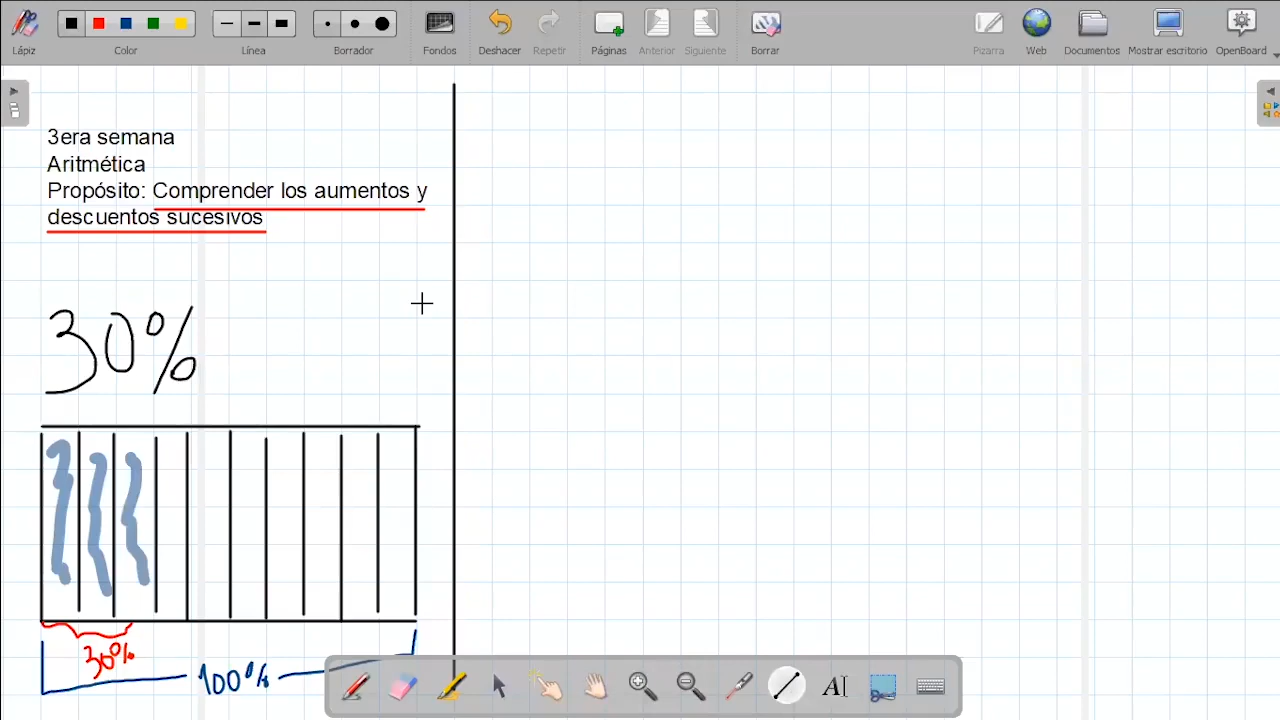 Lápiz
Color
Línea
Borrador
Fondos
Deshacer
Repetir
Páginas
Anterior
Siguiente
Borrar
Pizarra
Web
Documentos
Mostrar escritorio
OpenBoard
3era semana
Aritmética
Propósito: Comprender los aumentos y
descuentos sucesivos
30%
30%
100%
AI